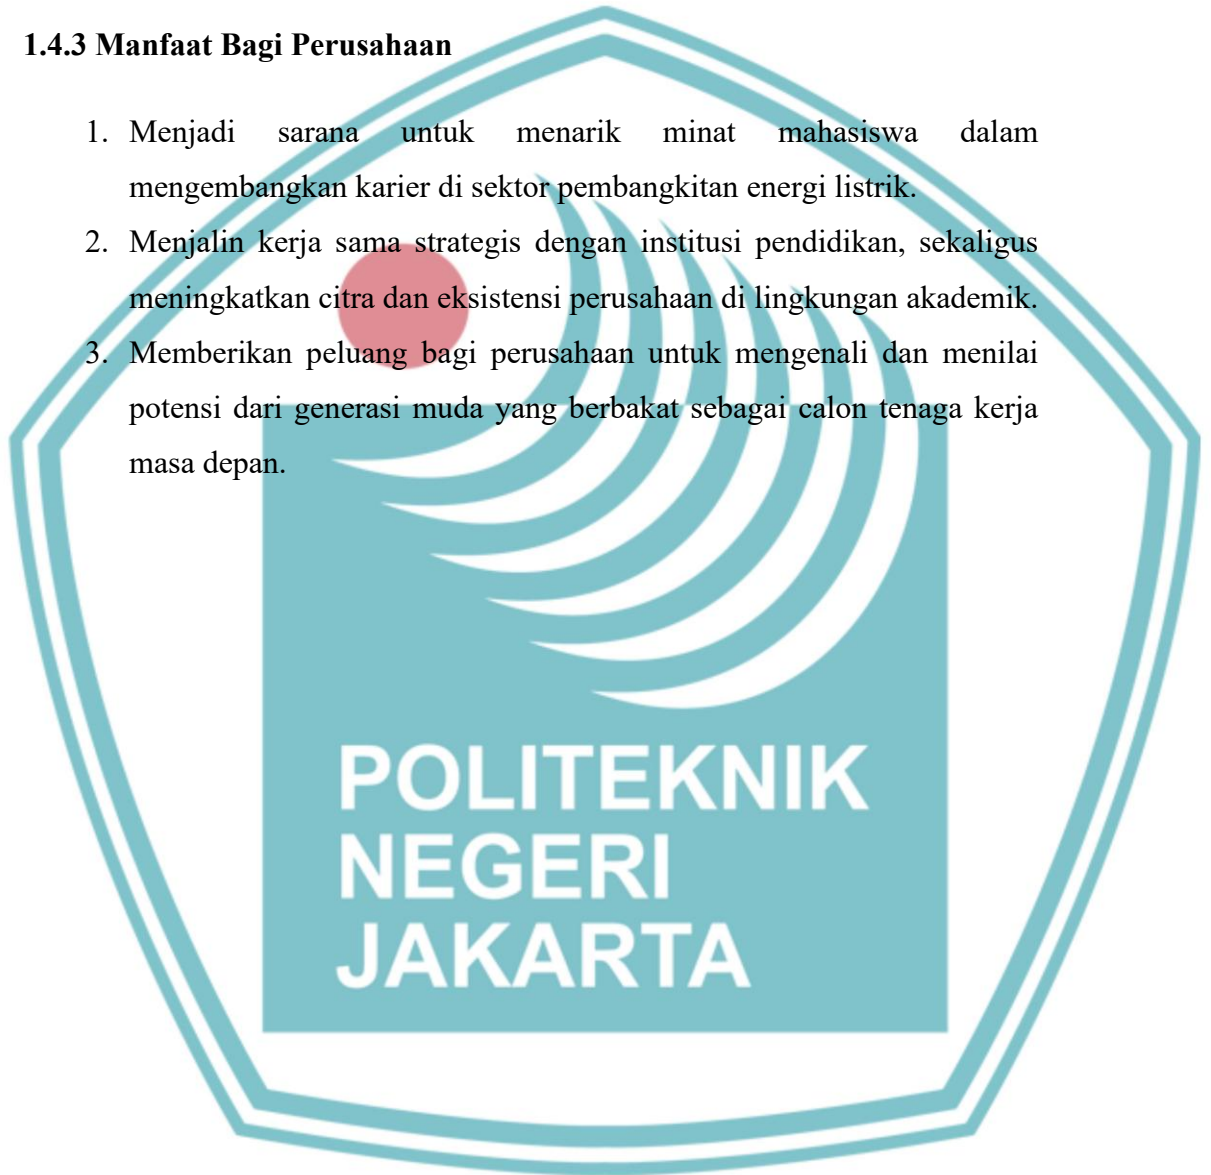 1.4.3 Manfaat Bagi Perusahaan
1. Menjadi sarana untuk menarik minat mahasiswa dalam
mengembangkan karier di sektor pembangkitan energi listrik.
2. Menjalin kerja sama strategis dengan institusi pendidikan, sekaligus
meningkatkan citra dan eksistensi perusahaan di lingkungan akademik.
3. Memberikan peluang bagi perusahaan untuk mengenali dan menilai
potensi dari generasi muda yang berbakat sebagai calon tenaga kerja
masa depan.
POLITEKNIK
NEGERI
JAKARTA